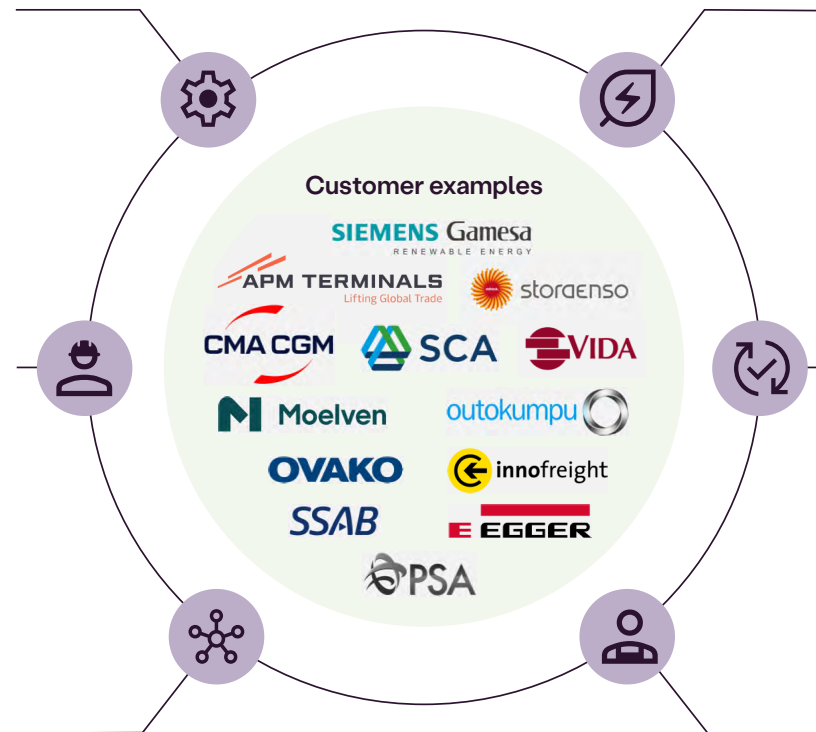 Customer examples
SIEMENS Gamesa
RENEWABLE ENERGY
APM TERMINALS
Lifting Global Trade
storaenso
CMA CGM
SCA
VIDA
Moelven
outokumpu
OVAKO
innofreight
SSAB
E EGGER
PSA